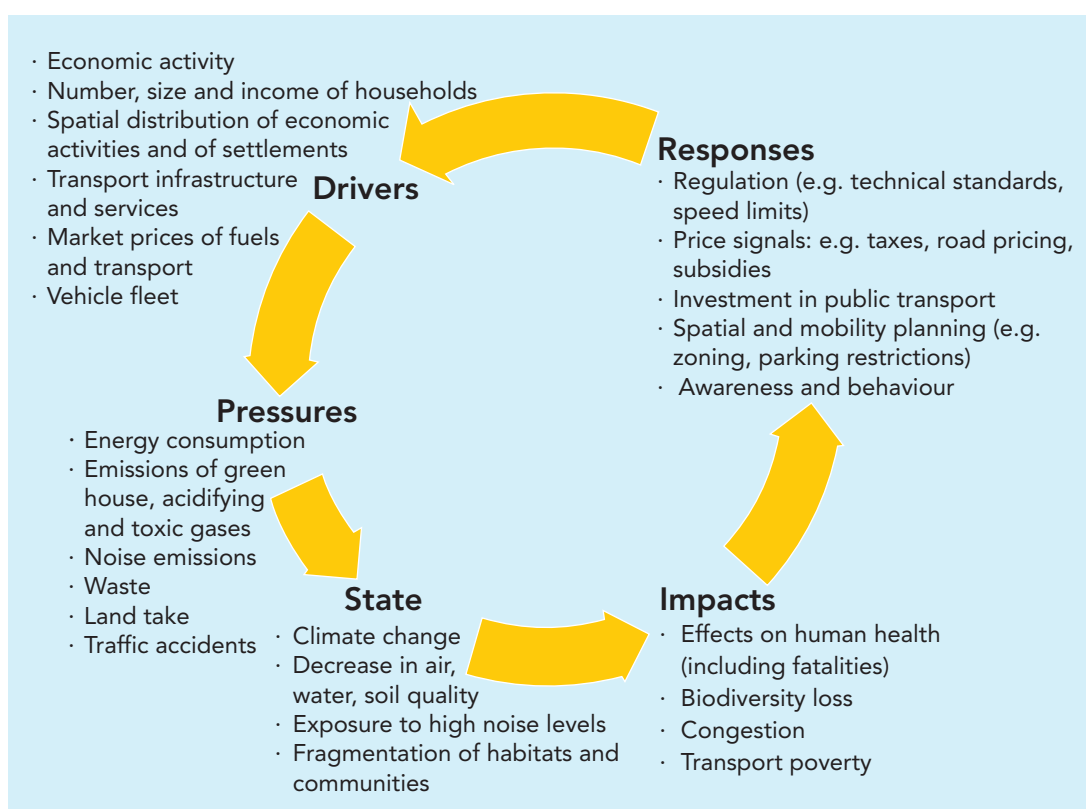 · Economic activity
· Number, size and income of households
· Spatial distribution of economic
activities and of settlements
· Transport infrastructure
and services
· Market prices of fuels
and transport
· Vehicle fleet
Drivers
Pressures
· Energy consumption
· Emissions of green
house, acidifying
and toxic gases
· Noise emissions
· Waste
· Land take
· Traffic accidents
State
· Climate change
· Decrease in air,
water, soil quality
· Exposure to high noise levels
· Fragmentation of habitats and
communities
Impacts
· Effects on human health
(including fatalities)
· Biodiversity loss
· Congestion
· Transport poverty
Responses
· Regulation (e.g. technical standards,
speed limits)
· Price signals: e.g. taxes, road pricing,
subsidies
· Investment in public transport
· Spatial and mobility planning (e.g.
zoning, parking restrictions)
· Awareness and behaviour